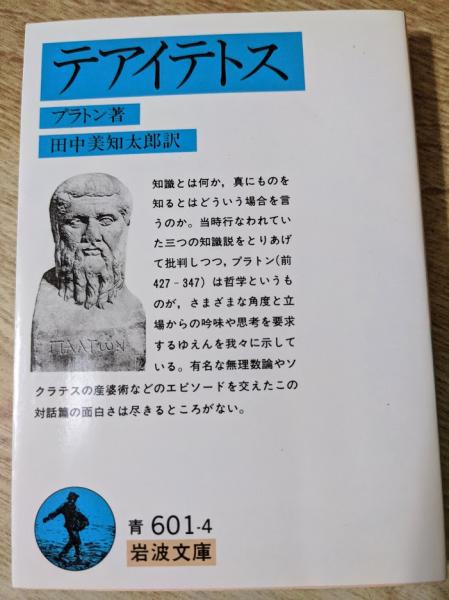 テアイテトス
プラトン著
田中美知太郎訳
知識とは何か，真にものを
知るとはどういう場合を言
うのか。当時行なわれてい
た三つの知識説をとりあげ
て批判しつつ，プラトン(前
427‐347）は哲学というも
のが，さまざまな角度と立
場からの吟味や思考を要求
するゆえんを我々に示して
いる。有名な無理数論やソ
クラテスの産婆術などのエピソードを交えたこの
対話篇の面白さは尽きるところがない。
ΠΛΑΤΩΝ
青 601-4
岩波文庫